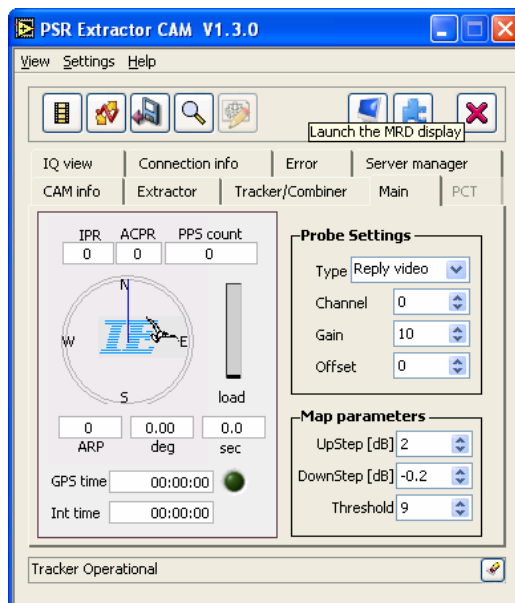 PSR Extractor CAM V1.3.0
View Settings Help
Launch the MRD display
IQ view Connection info Error Server manager
CAM info Extractor Tracker/Combiner Main PCT
IPR ACPR PPS count
0 0 0
N
W E
S
IE
load
0 0.00 0.0
ARP deg sec
GPS time 00:00:00
Int time 00:00:00
Probe Settings
Type Reply video
Channel 0
Gain 10
Offset 0
Map parameters
UpStep [dB] 2
DownStep [dB] -0.2
Threshold 9
Tracker Operational